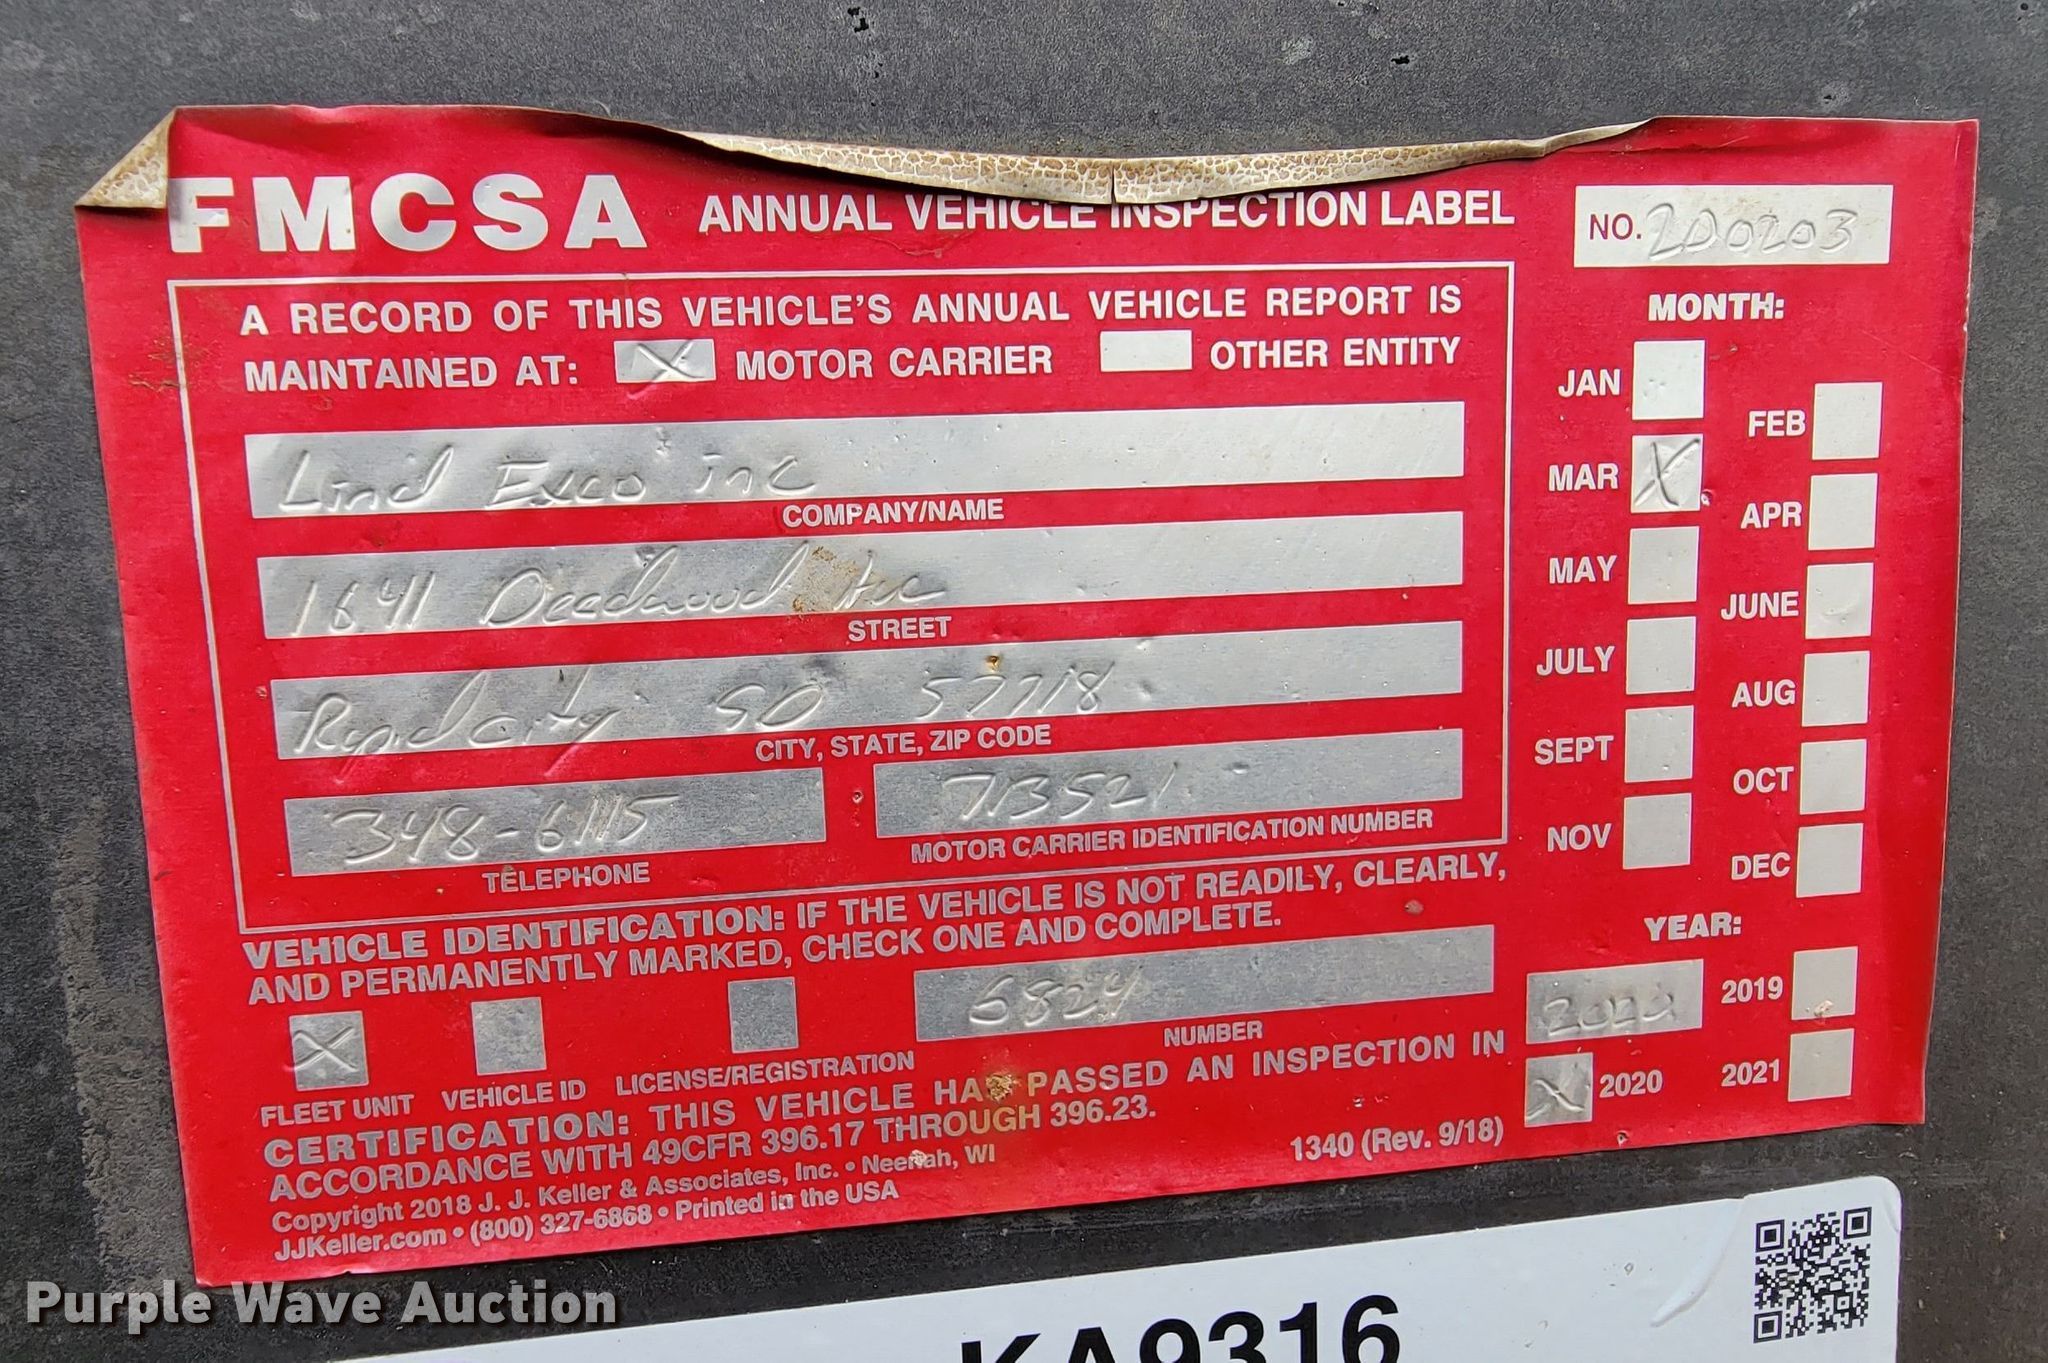 FMCSA ANNUAL VEHICLE INSPECTION LABEL
NO. 200203
A RECORD OF THIS VEHICLE'S ANNUAL VEHICLE REPORT IS
MAINTAINED AT: X MOTOR CARRIER OTHER ENTITY
Lind Exco inc
COMPANY/NAME
1641 Deadwood Ave
STREET
Rapid city SD 57718
CITY, STATE, ZIP CODE
348-6115 713521
TELEPHONE MOTOR CARRIER IDENTIFICATION NUMBER
VEHICLE IDENTIFICATION: IF THE VEHICLE IS NOT READILY, CLEARLY,
AND PERMANENTLY MARKED, CHECK ONE AND COMPLETE.
X 6824
FLEET UNIT VEHICLE ID LICENSE/REGISTRATION NUMBER
CERTIFICATION: THIS VEHICLE HAS PASSED AN INSPECTION IN
ACCORDANCE WITH 49CFR 396.17 THROUGH 396.23.
Copyright 2018 J. J. Keller & Associates, Inc. • Neenah, WI
JJKeller.com • (800) 327-6868 • Printed in the USA
1340 (Rev. 9/18)
MONTH:
JAN
FEB
MAR X
APR
MAY
JUNE
JULY
AUG
SEPT
OCT
NOV
DEC
YEAR:
2019
X 2020 2021
KA9316
Purple Wave Auction